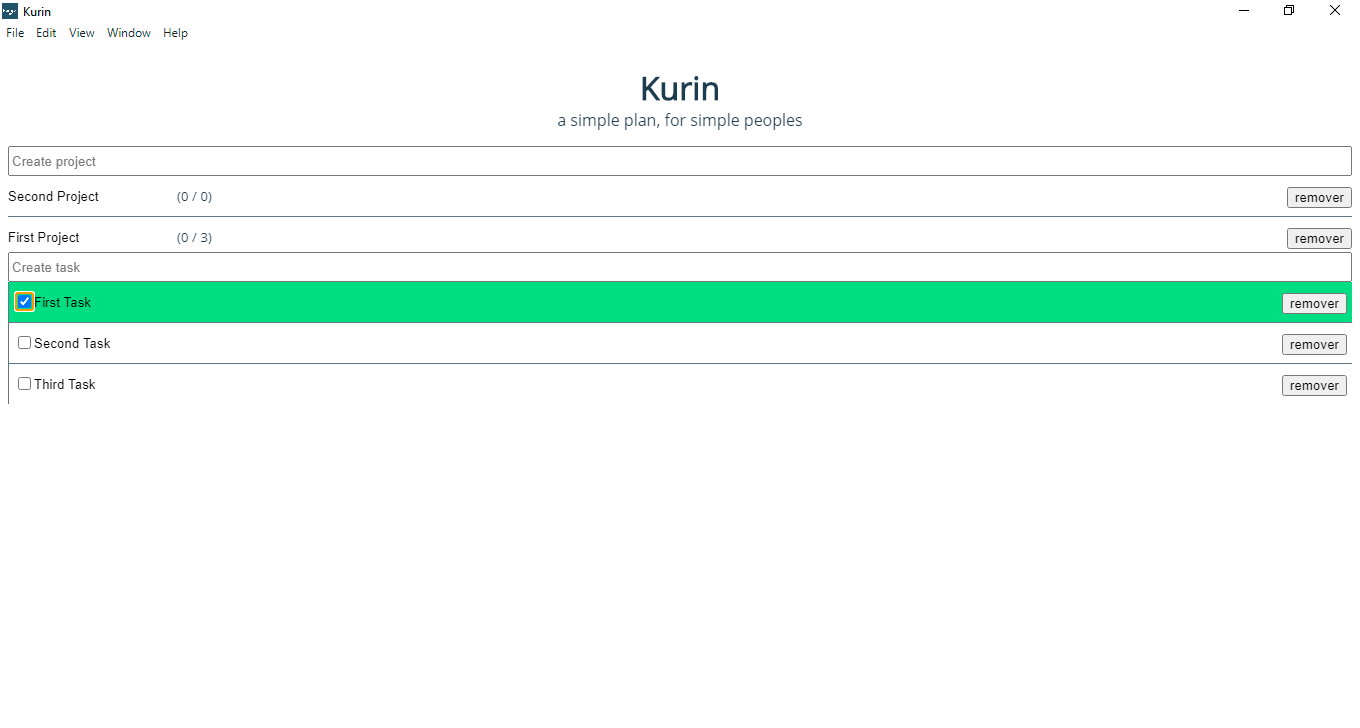 Kurin
File Edit View Window Help
Kurin
a simple plan, for simple peoples
Create project
Second Project (0 / 0) remover
First Project (0 / 3) remover
Create task
First Task remover
Second Task remover
Third Task remover